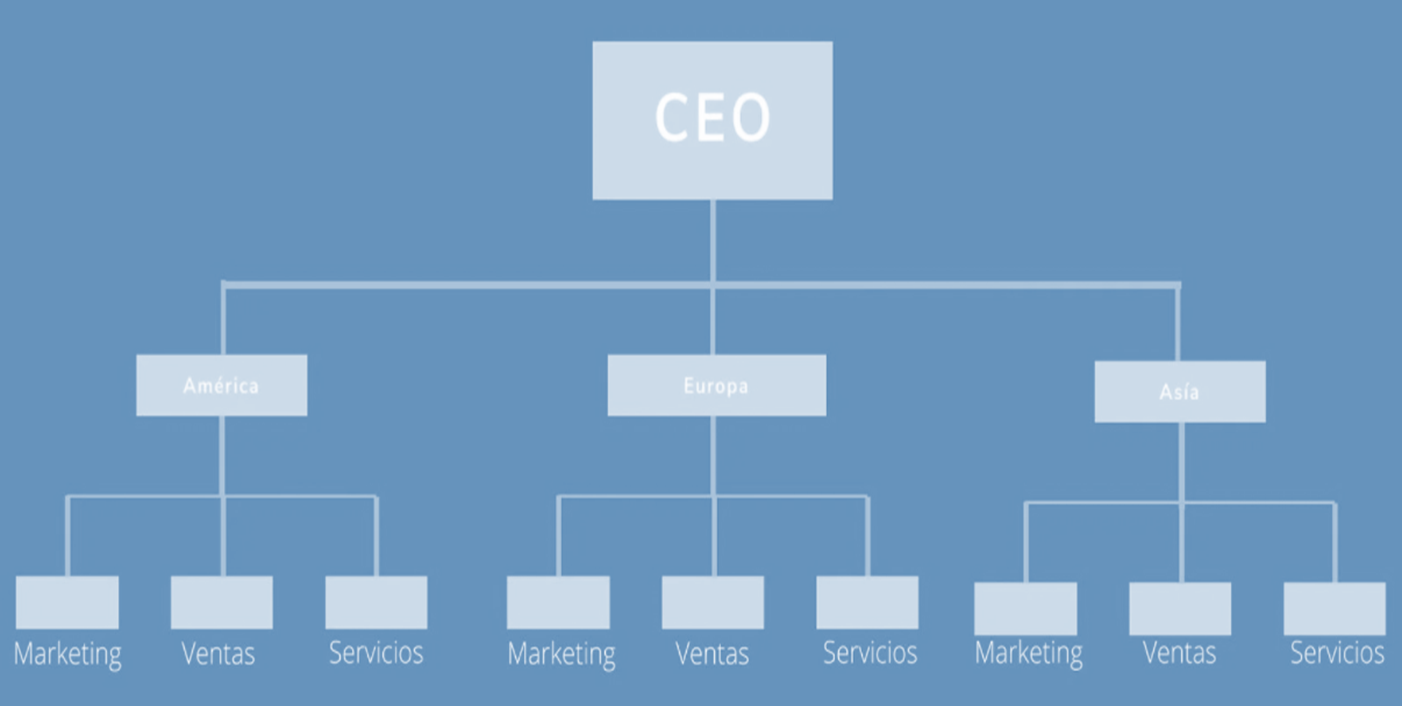 CEO
América
Europa
Asía
Marketing
Ventas
Servicios
Marketing
Ventas
Servicios
Marketing
Ventas
Servicios